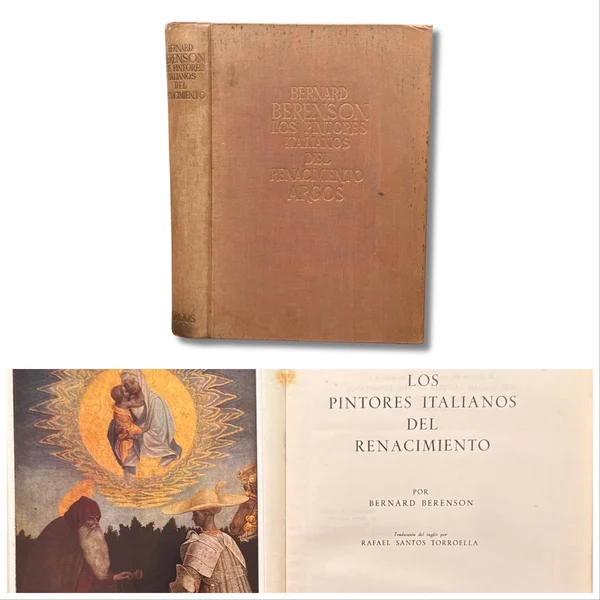 BERNARD
BERENSON
LOS PINTORES
ITALIANOS
DEL
RENACIMIENTO
BERNARD
BERENSON
LOS PINTORES
ITALIANOS
DEL
RENACIMIENTO
ARGOS
LOS
PINTORES ITALIANOS
DEL
RENACIMIENTO
POR
BERNARD BERENSON
Traducción del inglés por
RAFAEL SANTOS TORROELLA